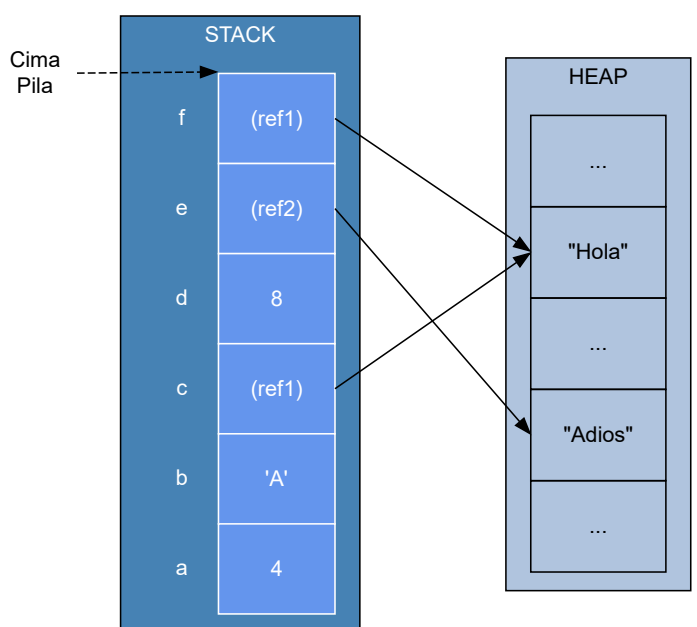 STACK
Cima
Pila
f
(ref1)
e
(ref2)
d
8
c
(ref1)
b
'A'
a
4
HEAP
...
"Hola"
...
"Adios"
...